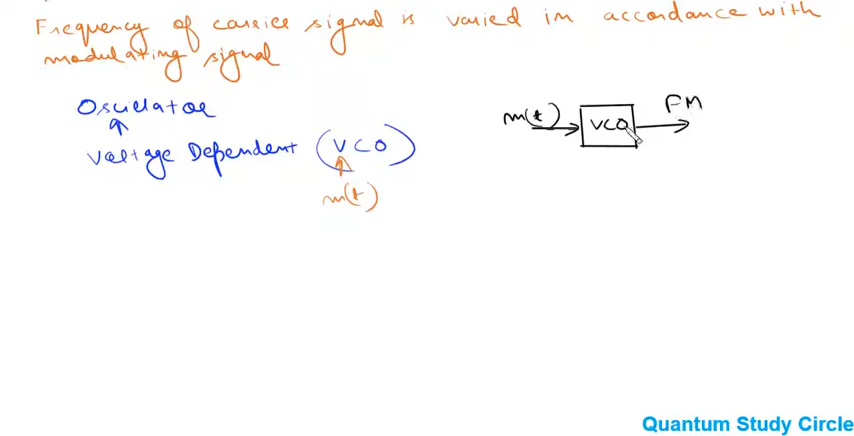 Frequency of carrier signal is varied in accordance with
modulating signal
Oscillator
Voltage Dependent (VCO)
m(t)
m(t)
VCO
FM
Quantum Study Circle